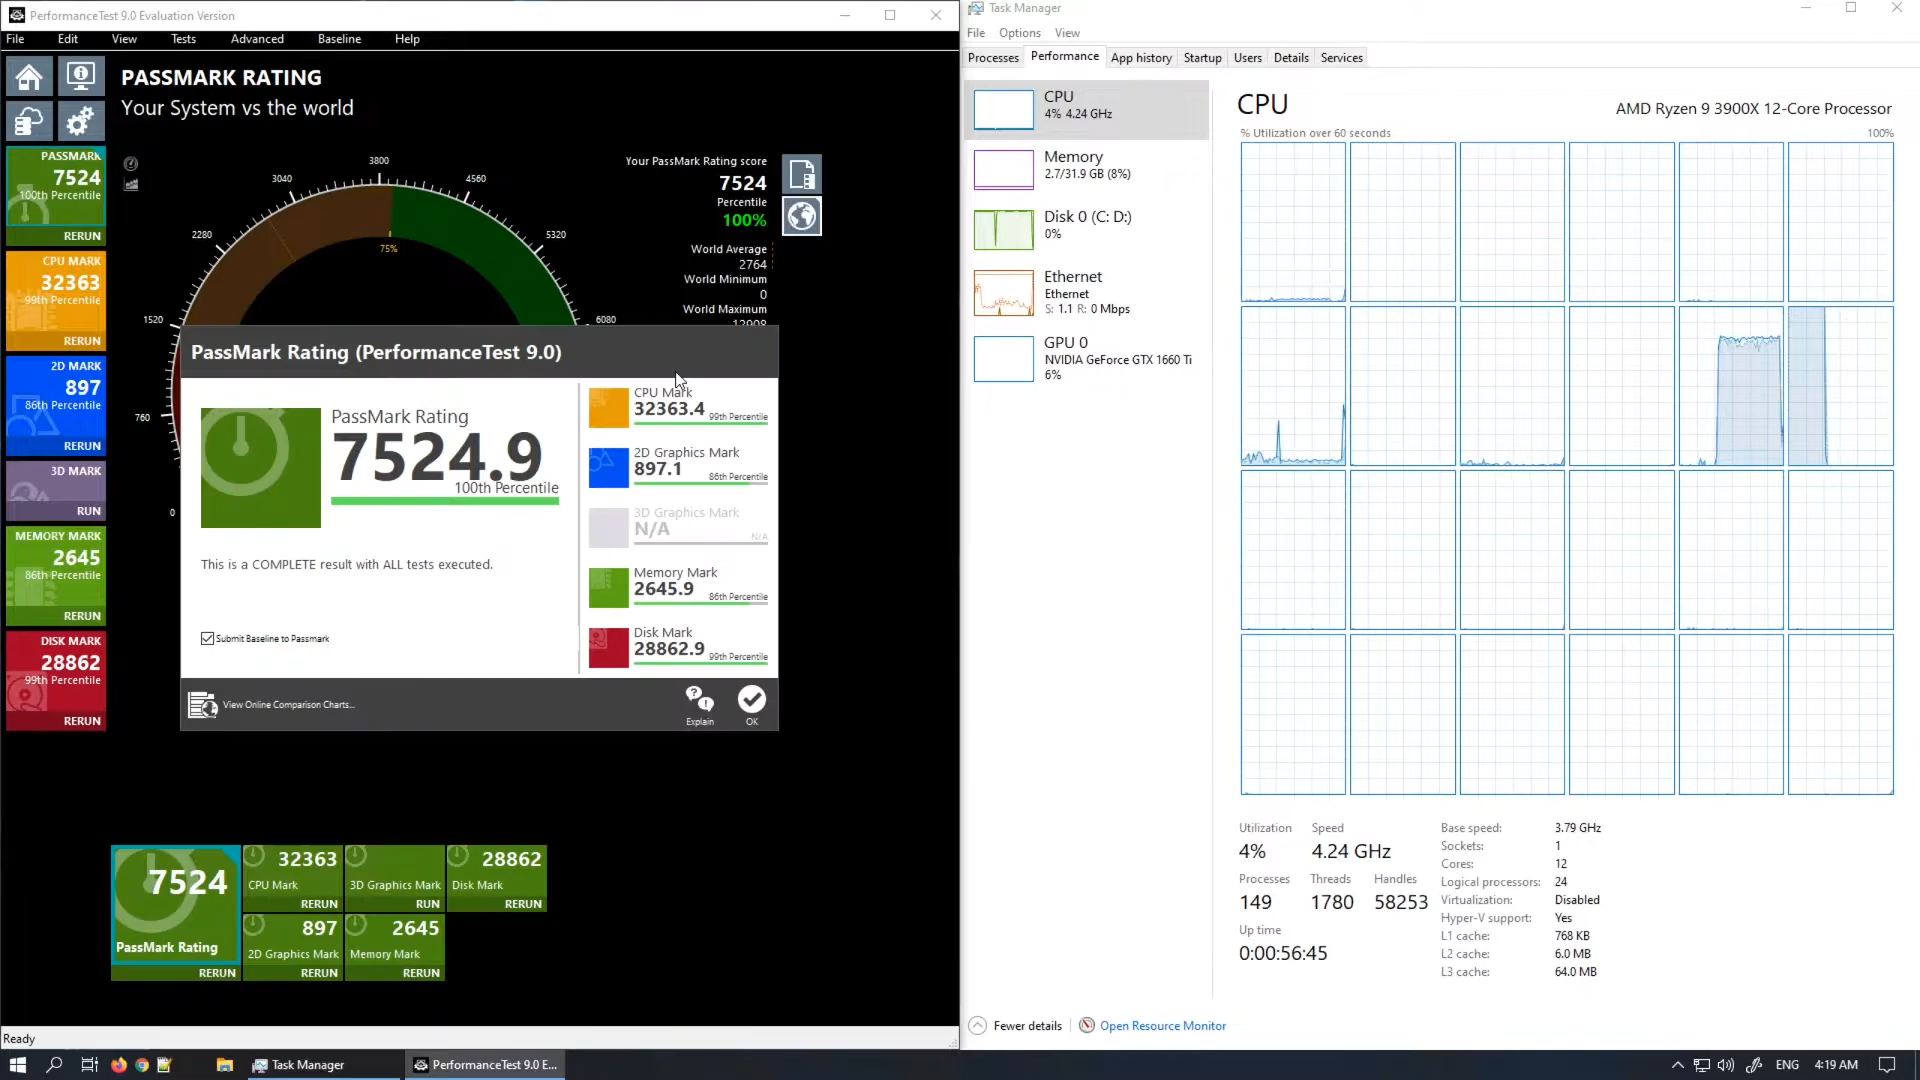 PerformanceTest 9.0 Evaluation Version
File Edit View Tests Advanced Baseline Help
PASSMARK RATING
Your System vs the world
PASSMARK
7524
100th Percentile
RERUN
CPU MARK
32363
99th Percentile
RERUN
2D MARK
897
86th Percentile
RERUN
3D MARK
RUN
MEMORY MARK
2645
86th Percentile
RERUN
DISK MARK
28862
99th Percentile
RERUN
0
760
1520
2280
3040
3800
4560
5320
6080
75%
Your PassMark Rating score
7524
Percentile
100%
World Average
2764
World Minimum
0
World Maximum
12908
PassMark Rating (PerformanceTest 9.0)
PassMark Rating
7524.9
100th Percentile
This is a COMPLETE result with ALL tests executed.
Submit Baseline to Passmark
CPU Mark
32363.4 99th Percentile
2D Graphics Mark
897.1 86th Percentile
3D Graphics Mark
N/A N/A
Memory Mark
2645.9 86th Percentile
Disk Mark
28862.9 99th Percentile
View Online Comparison Charts...
Explain
OK
7524
PassMark Rating
RERUN
32363
CPU Mark
RERUN
3D Graphics Mark
RUN
28862
Disk Mark
RERUN
897
2D Graphics Mark
RERUN
2645
Memory Mark
RERUN
Ready
Task Manager
File Options View
Processes Performance App history Startup Users Details Services
CPU
4% 4.24 GHz
Memory
2.7/31.9 GB (8%)
Disk 0 (C: D:)
0%
Ethernet
Ethernet
S: 1.1 R: 0 Mbps
GPU 0
NVIDIA GeForce GTX 1660 Ti
6%
CPU
AMD Ryzen 9 3900X 12-Core Processor
% Utilization over 60 seconds 100%
Utilization Speed
4% 4.24 GHz
Processes Threads Handles
149 1780 58253
Up time
0:00:56:45
Base speed: 3.79 GHz
Sockets: 1
Cores: 12
Logical processors: 24
Virtualization: Disabled
Hyper-V support: Yes
L1 cache: 768 KB
L2 cache: 6.0 MB
L3 cache: 64.0 MB
Fewer details
Open Resource Monitor
Task Manager
PerformanceTest 9.0 E...
ENG
4:19 AM